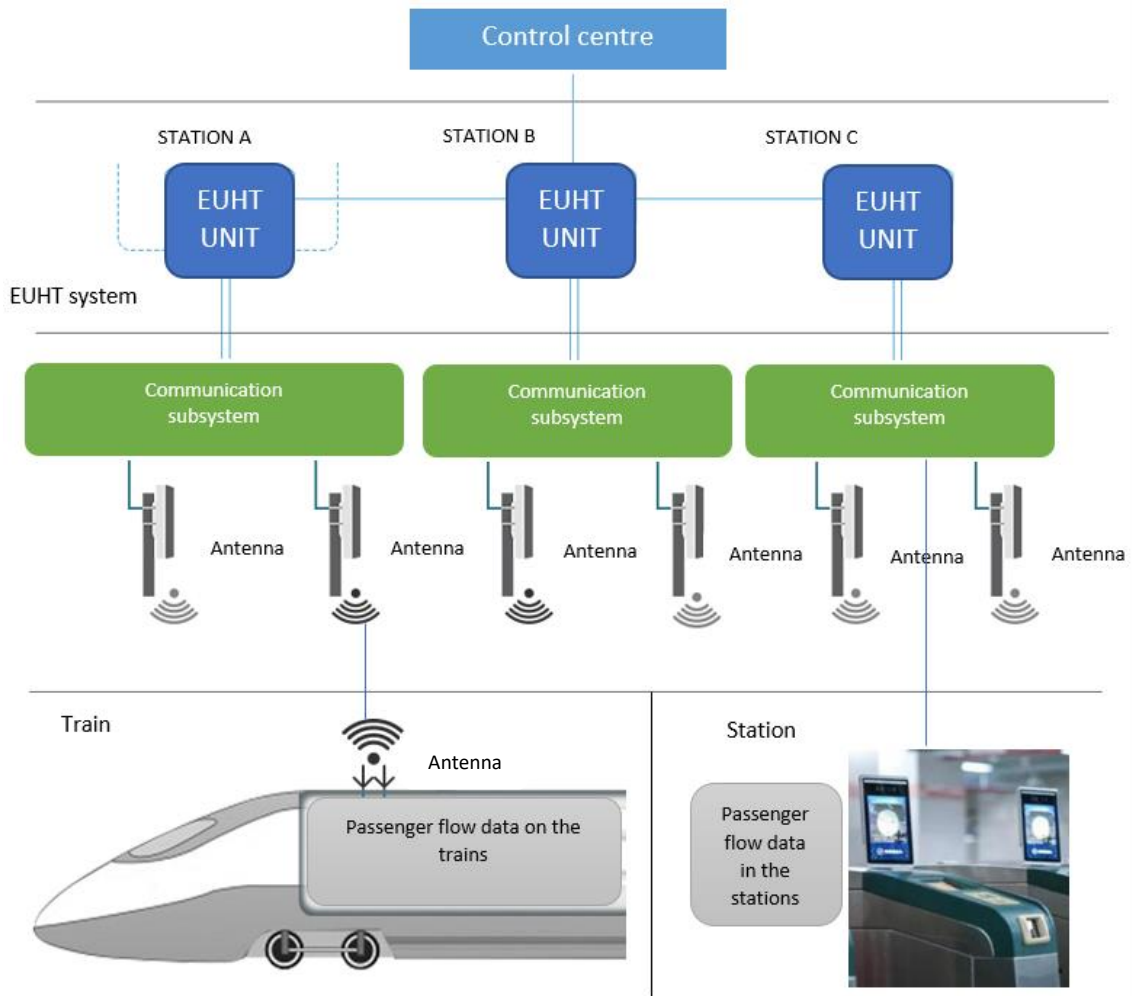 Control centre
STATION A
STATION B
STATION C
EUHT
UNIT
EUHT
UNIT
EUHT
UNIT
EUHT system
Communication
subsystem
Communication
subsystem
Communication
subsystem
Antenna
Antenna
Antenna
Antenna
Antenna
Antenna
Train
Station
Antenna
Passenger flow data on the
trains
Passenger
flow data
in the
stations